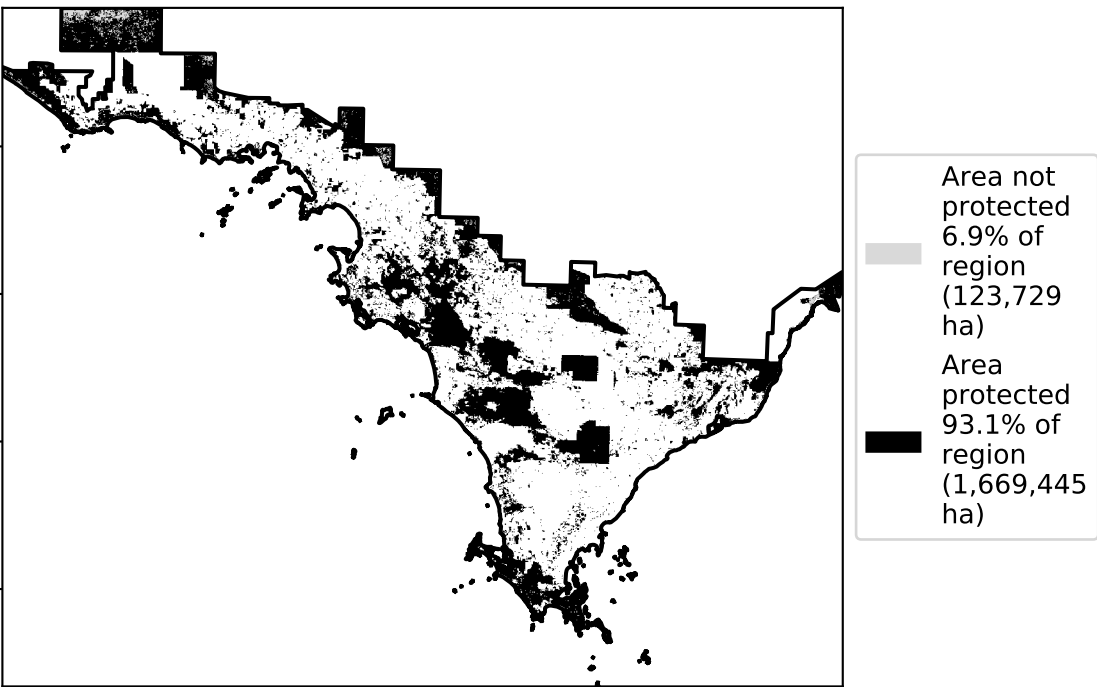 Area not
protected
6.9% of
region
(123,729
ha)
Area
protected
93.1% of
region
(1,669,445
ha)